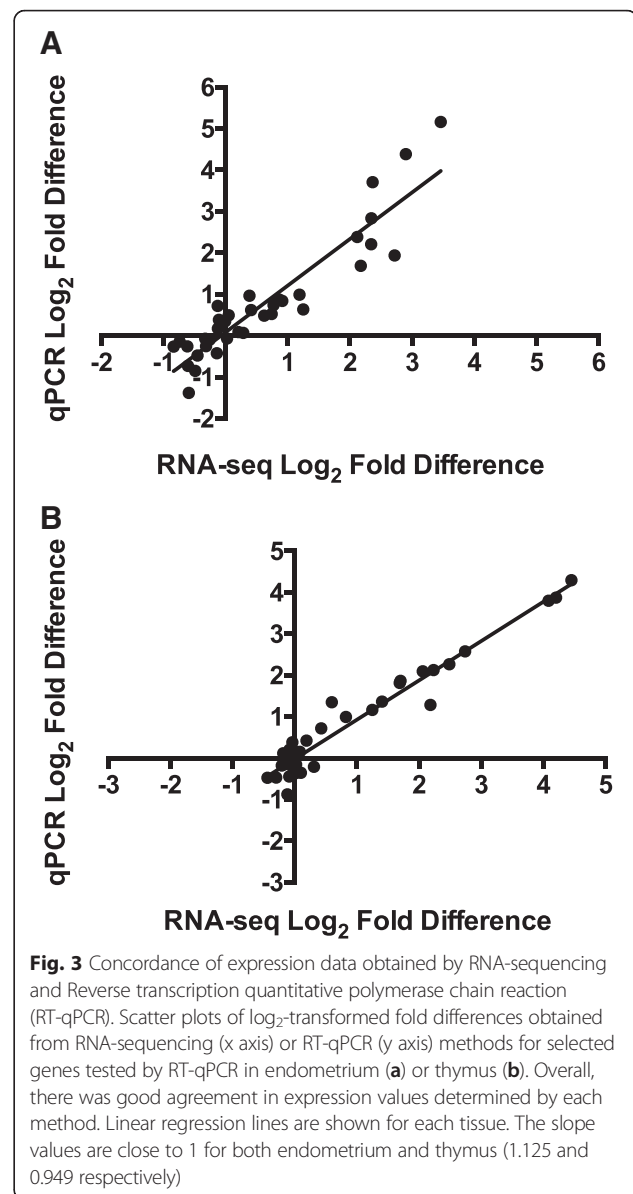 A
qPCR Log2 Fold Difference
6
5
4
3
2
1
-2 -1 1 2 3 4 5 6
-1
-2
RNA-seq Log2 Fold Difference
B
qPCR Log2 Fold Difference
5
4
3
2
1
-3 -2 -1 1 2 3 4 5
-1
-2
-3
RNA-seq Log2 Fold Difference
Fig. 3 Concordance of expression data obtained by RNA-sequencing
and Reverse transcription quantitative polymerase chain reaction
(RT-qPCR). Scatter plots of log2-transformed fold differences obtained
from RNA-sequencing (x axis) or RT-qPCR (y axis) methods for selected
genes tested by RT-qPCR in endometrium (a) or thymus (b). Overall,
there was good agreement in expression values determined by each
method. Linear regression lines are shown for each tissue. The slope
values are close to 1 for both endometrium and thymus (1.125 and
0.949 respectively)